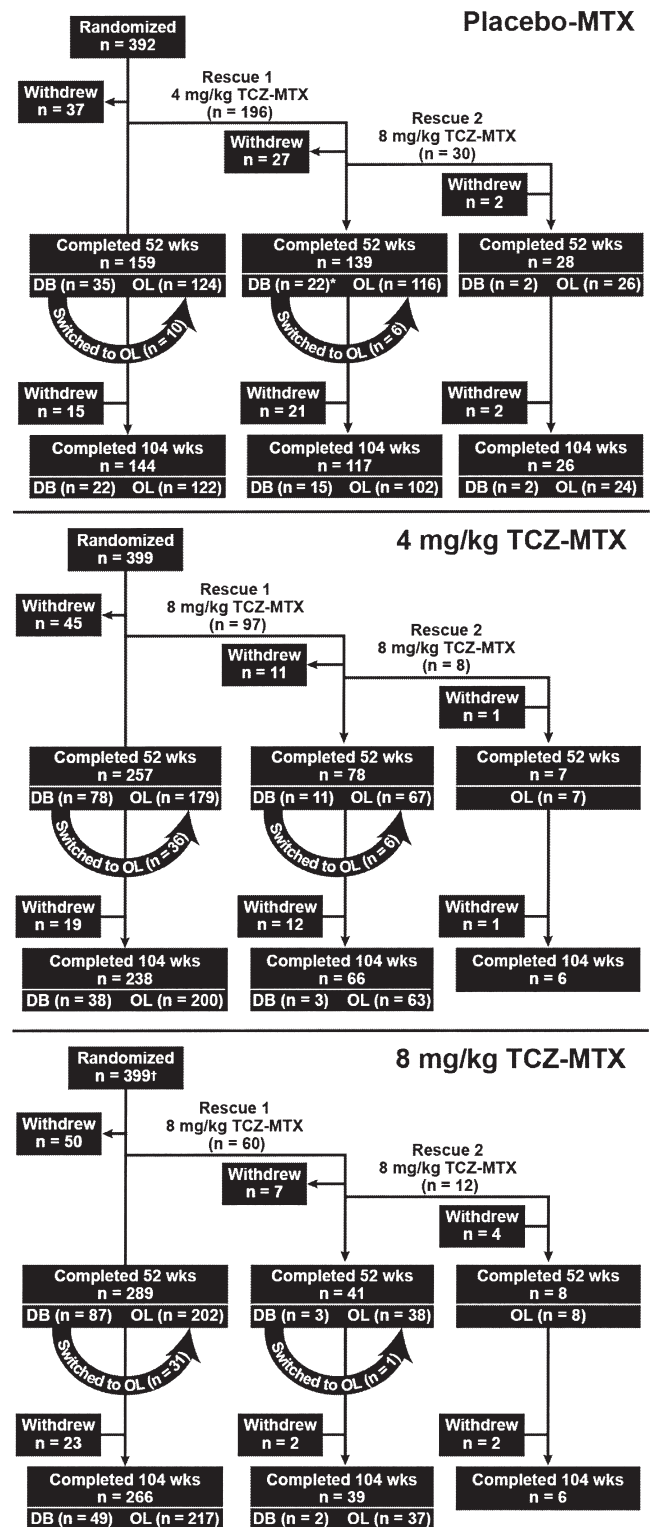 Placebo-MTX
Randomized
n = 392
Withdrew
n = 37
Rescue 1
4 mg/kg TCZ-MTX
(n = 196)
Withdrew
n = 27
Rescue 2
8 mg/kg TCZ-MTX
(n = 30)
Withdrew
n = 2
Completed 52 wks
n = 159
DB (n = 35) OL (n = 124)
Completed 52 wks
n = 139
DB (n = 22)* OL (n = 116)
Completed 52 wks
n = 28
DB (n = 2) OL (n = 26)
Switched to OL (n = 10)
Switched to OL (n = 6)
Withdrew
n = 15
Withdrew
n = 21
Withdrew
n = 2
Completed 104 wks
n = 144
DB (n = 22) OL (n = 122)
Completed 104 wks
n = 117
DB (n = 15) OL (n = 102)
Completed 104 wks
n = 26
DB (n = 2) OL (n = 24)
4 mg/kg TCZ-MTX
Randomized
n = 399
Withdrew
n = 45
Rescue 1
8 mg/kg TCZ-MTX
(n = 97)
Withdrew
n = 11
Rescue 2
8 mg/kg TCZ-MTX
(n = 8)
Withdrew
n = 1
Completed 52 wks
n = 257
DB (n = 78) OL (n = 179)
Completed 52 wks
n = 78
DB (n = 11) OL (n = 67)
Completed 52 wks
n = 7
OL (n = 7)
Switched to OL (n = 36)
Switched to OL (n = 6)
Withdrew
n = 19
Withdrew
n = 12
Withdrew
n = 1
Completed 104 wks
n = 238
DB (n = 38) OL (n = 200)
Completed 104 wks
n = 66
DB (n = 3) OL (n = 63)
Completed 104 wks
n = 6
8 mg/kg TCZ-MTX
Randomized
n = 399†
Withdrew
n = 50
Rescue 1
8 mg/kg TCZ-MTX
(n = 60)
Withdrew
n = 7
Rescue 2
8 mg/kg TCZ-MTX
(n = 12)
Withdrew
n = 4
Completed 52 wks
n = 289
DB (n = 87) OL (n = 202)
Completed 52 wks
n = 41
DB (n = 3) OL (n = 38)
Completed 52 wks
n = 8
OL (n = 8)
Switched to OL (n = 31)
Switched to OL (n = 1)
Withdrew
n = 23
Withdrew
n = 2
Withdrew
n = 2
Completed 104 wks
n = 266
DB (n = 49) OL (n = 217)
Completed 104 wks
n = 39
DB (n = 2) OL (n = 37)
Completed 104 wks
n = 6